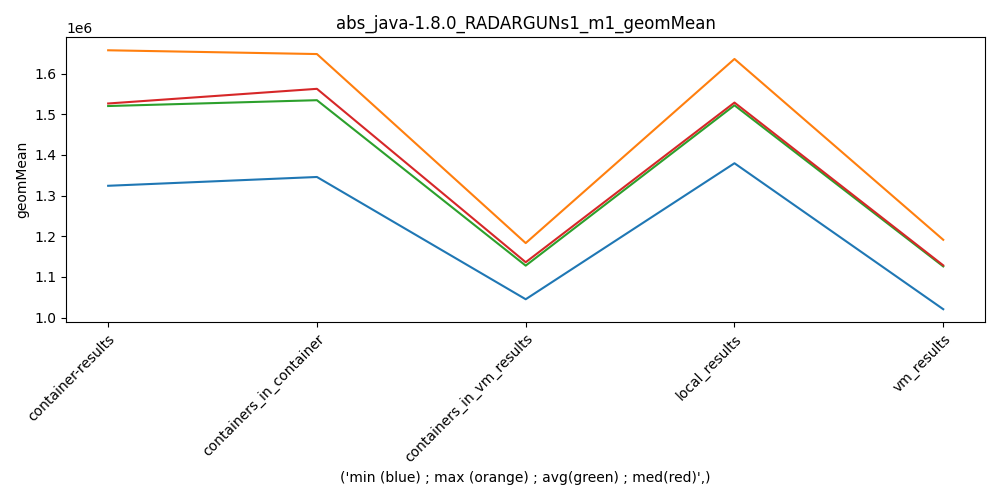 abs_java-1.8.0_RADARGUNs1_m1_geomMean
1e6
1.6
1.5
1.4
1.3
1.2
1.1
1.0
geomMean
container-results
containers_in_container
containers_in_vm_results
local_results
vm_results
('min (blue) ; max (orange) ; avg(green) ; med(red)',)